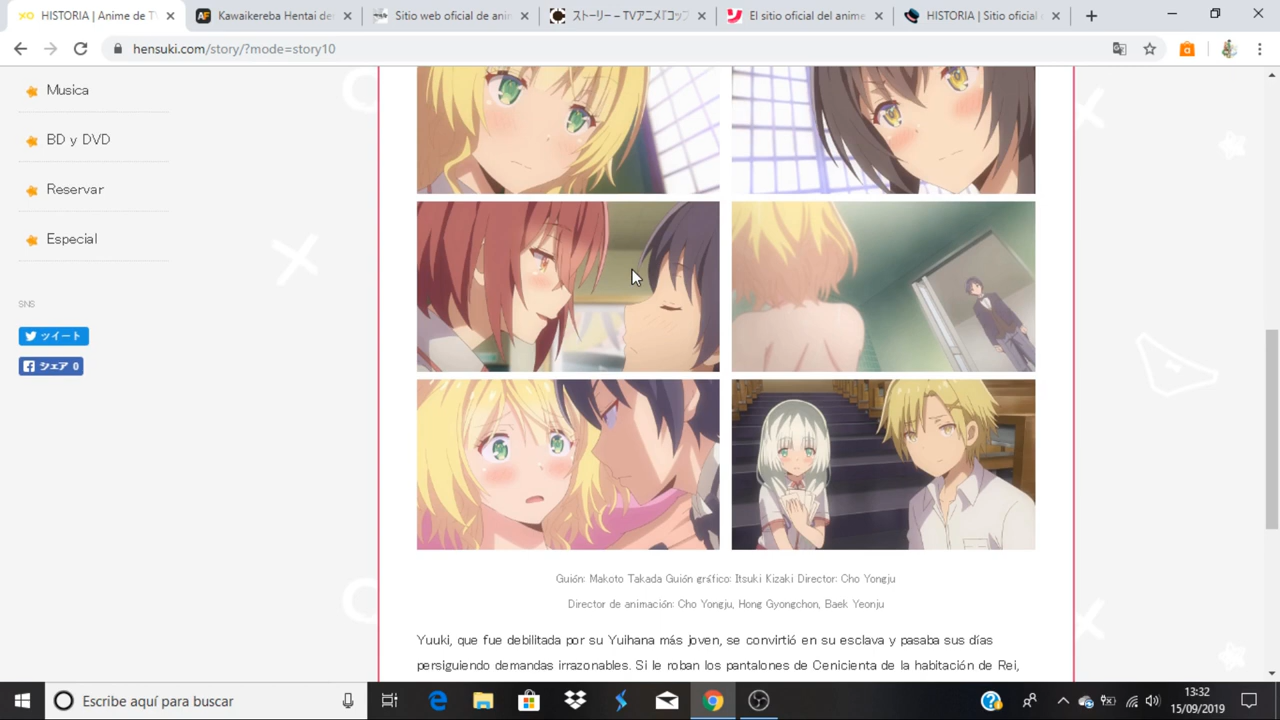 HISTORIA | Anime de T
Kawaikereba Hentai de
Sitio web oficial de anin
ストーリー – TVアニメ『コップ
El sitio oficial del anime
HISTORIA | Sitio oficial
hensuki.com/story/?mode=story10
Musica
BD y DVD
Reservar
Especial
SNS
ツイート
シェア 0
Guión: Makoto Takada Guión gráfico: Itsuki Kizaki Director: Cho Yongju
Director de animación: Cho Yongju, Hong Gyongchon, Baek Yeonju
Yuuki, que fue debilitada por su Yuihana más joven, se convirtió en su esclava y pasaba sus días
persiguiendo demandas irrazonables. Si le roban los pantalones de Cenicienta de la habitación de Rei,
Escribe aquí para buscar
13:32
15/09/2019